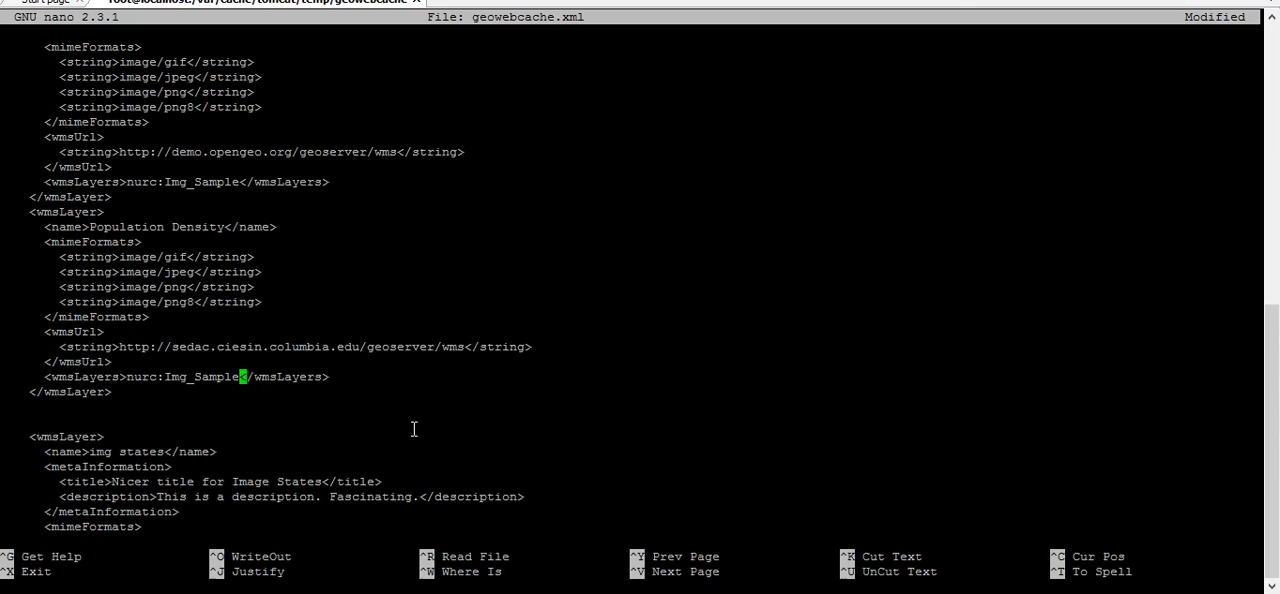 Start page root@localhost:/var/cache/tomcat/temp/geowebcache
GNU nano 2.3.1 File: geowebcache.xml Modified
<mimeFormats>
<string>image/gif</string>
<string>image/jpeg</string>
<string>image/png</string>
<string>image/png8</string>
</mimeFormats>
<wmsUrl>
<string>http://demo.opengeo.org/geoserver/wms</string>
</wmsUrl>
<wmsLayers>nurc:Img_Sample</wmsLayers>
</wmsLayer>
<wmsLayer>
<name>Population Density</name>
<mimeFormats>
<string>image/gif</string>
<string>image/jpeg</string>
<string>image/png</string>
<string>image/png8</string>
</mimeFormats>
<wmsUrl>
<string>http://sedac.ciesin.columbia.edu/geoserver/wms</string>
</wmsUrl>
<wmsLayers>nurc:Img_Sample</wmsLayers>
</wmsLayer>
<wmsLayer>
<name>img states</name>
<metaInformation>
<title>Nicer title for Image States</title>
<description>This is a description. Fascinating.</description>
</metaInformation>
<mimeFormats>
^G Get Help ^O WriteOut ^R Read File ^Y Prev Page ^K Cut Text ^C Cur Pos
^X Exit ^J Justify ^W Where Is ^V Next Page ^U UnCut Text ^T To Spell